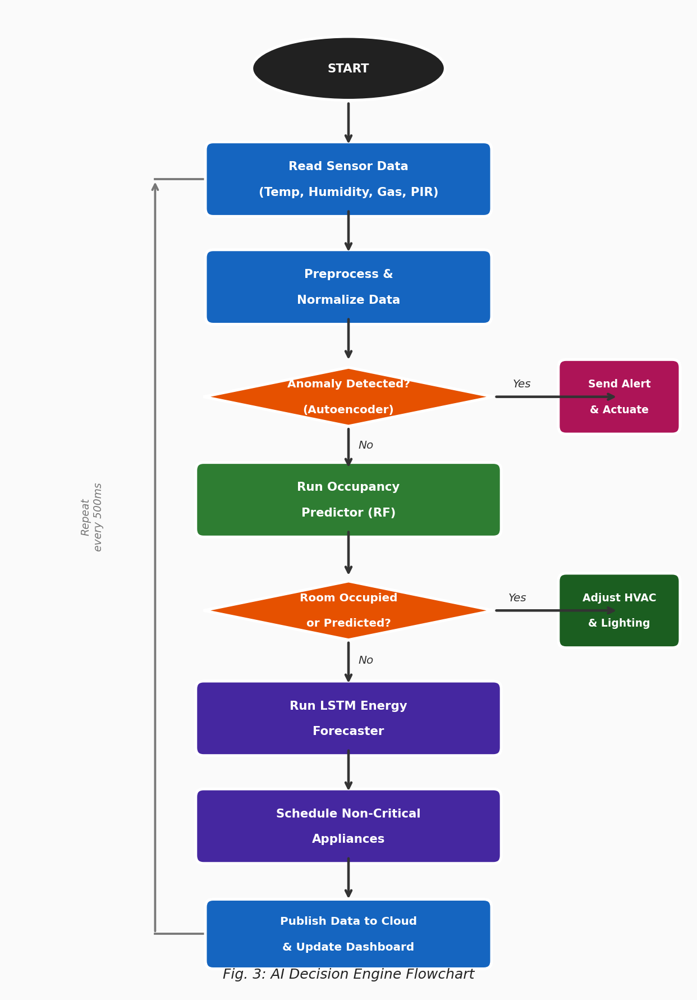 START
Read Sensor Data
(Temp, Humidity, Gas, PIR)
Preprocess &
Normalize Data
Anomaly Detected?
(Autoencoder)
Yes
Send Alert
& Actuate
No
Run Occupancy
Predictor (RF)
Repeat
every 500ms
Room Occupied
or Predicted?
Yes
Adjust HVAC
& Lighting
No
Run LSTM Energy
Forecaster
Schedule Non-Critical
Appliances
Publish Data to Cloud
& Update Dashboard
Fig. 3: AI Decision Engine Flowchart